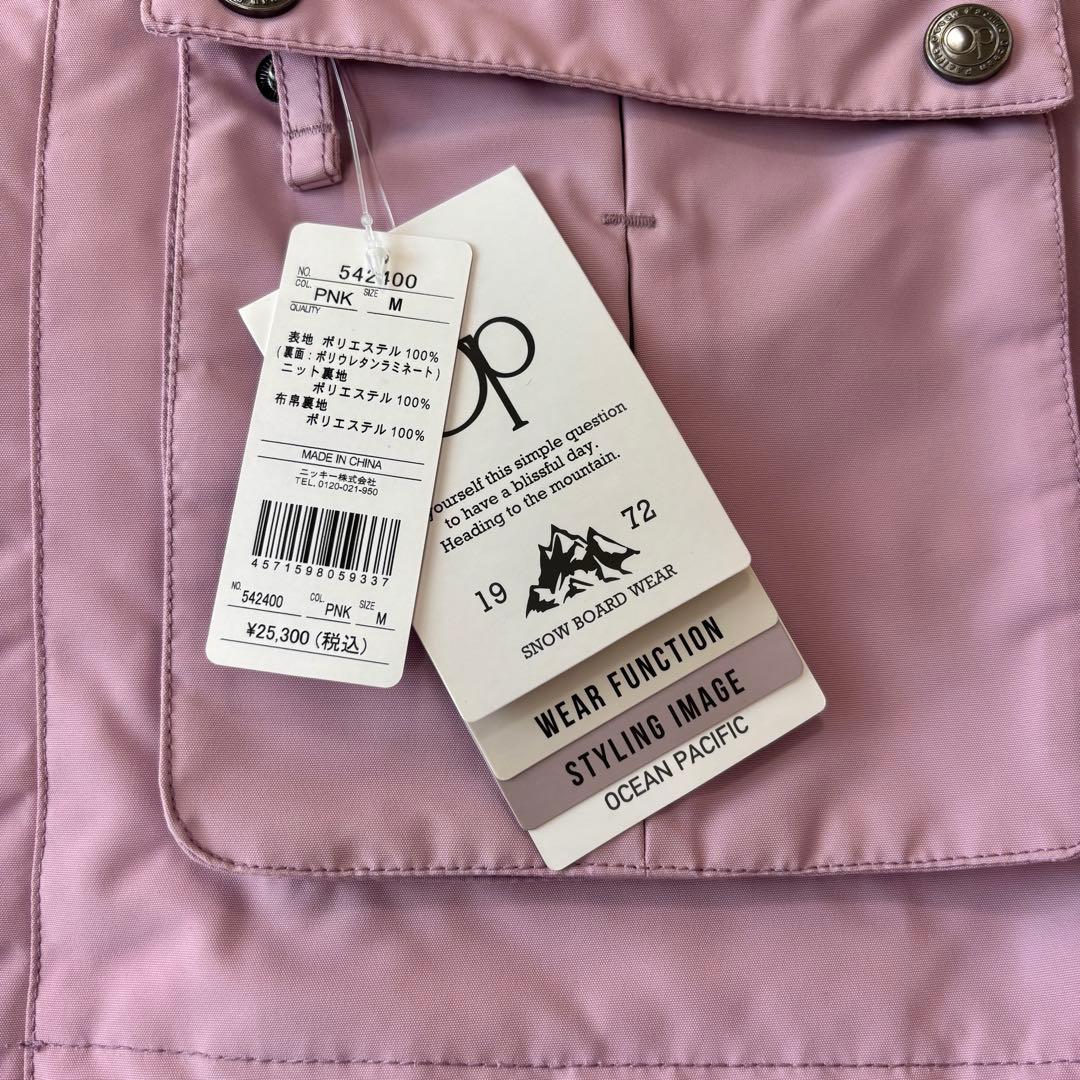 op
NO. 542400
COL. PNK SIZE M
QUALITY
表地 ポリエステル 100%
(裏面：ポリウレタンラミネート)
ニット裏地
ポリエステル 100%
布帛裏地
ポリエステル 100%
MADE IN CHINA
ニッキー株式会社
TEL. 0120-021-950
4571598059337
NO. 542400 COL. PNK SIZE M
¥25,300 (税込)
op
yourself this simple question
to have a blissful day.
Heading to the mountain.
19 72
SNOW BOARD WEAR
WEAR FUNCTION
STYLING IMAGE
OCEAN PACIFIC